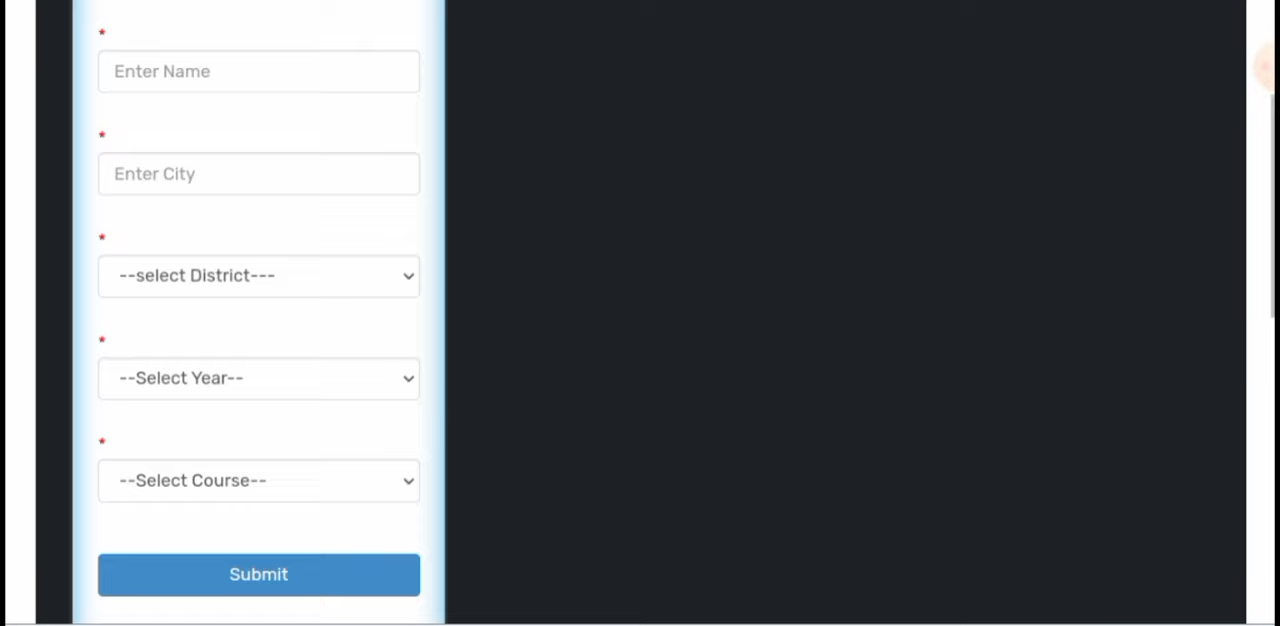 *
Enter Name
*
Enter City
*
--select District---
*
--Select Year--
*
--Select Course--
Submit